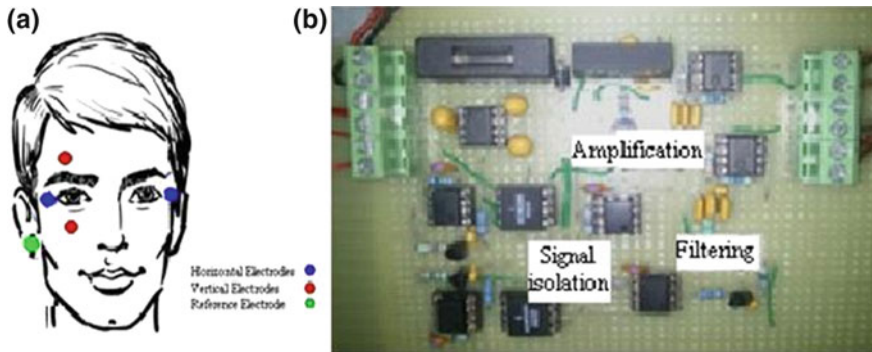 (a)
Horizontal Electrodes
Vertical Electrodes
Reference Electrode
(b)
Amplification
Signal
isolation
Filtering